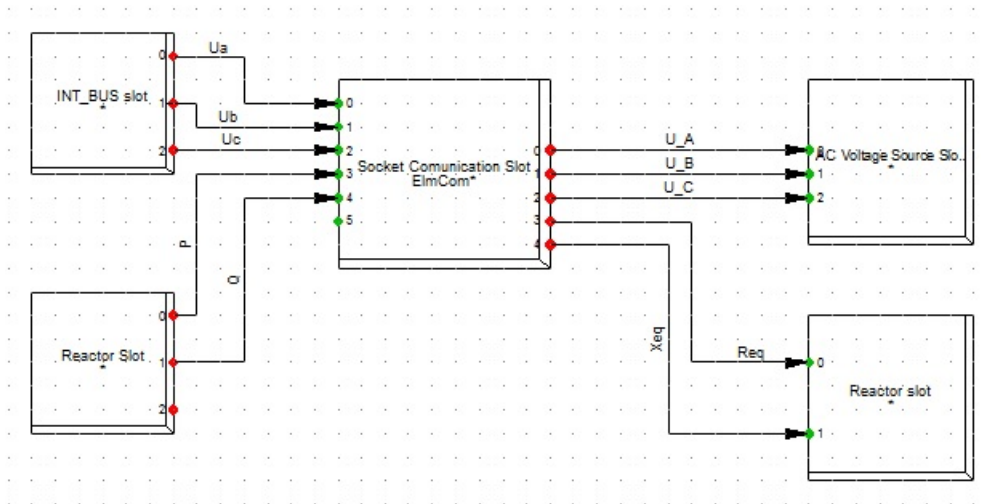 INT_BUS slot
*
0
1
2
Ua
Ub
Uc
Socket Comunication Slot
ElmCom*
0
1
2
3
4
5
0
1
2
3
4
U_A
U_B
U_C
AC Voltage Source Slo..
*
1
2
P
Q
Reactor Slot
*
0
1
2
Xeq
Req
Reactor slot
*
0
1